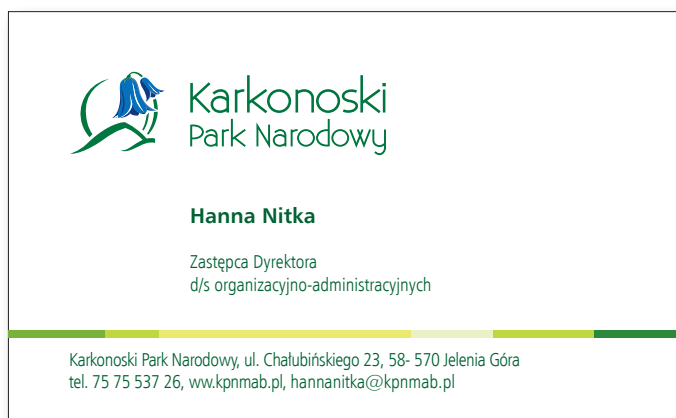 Karkonoski
Park Narodowy
Hanna Nitka
Zastępca Dyrektora
d/s organizacyjno-administracyjnych
Karkonoski Park Narodowy, ul. Chałubińskiego 23, 58- 570 Jelenia Góra
tel. 75 75 537 26, ww.kpnmab.pl, hannanitka@kpnmab.pl